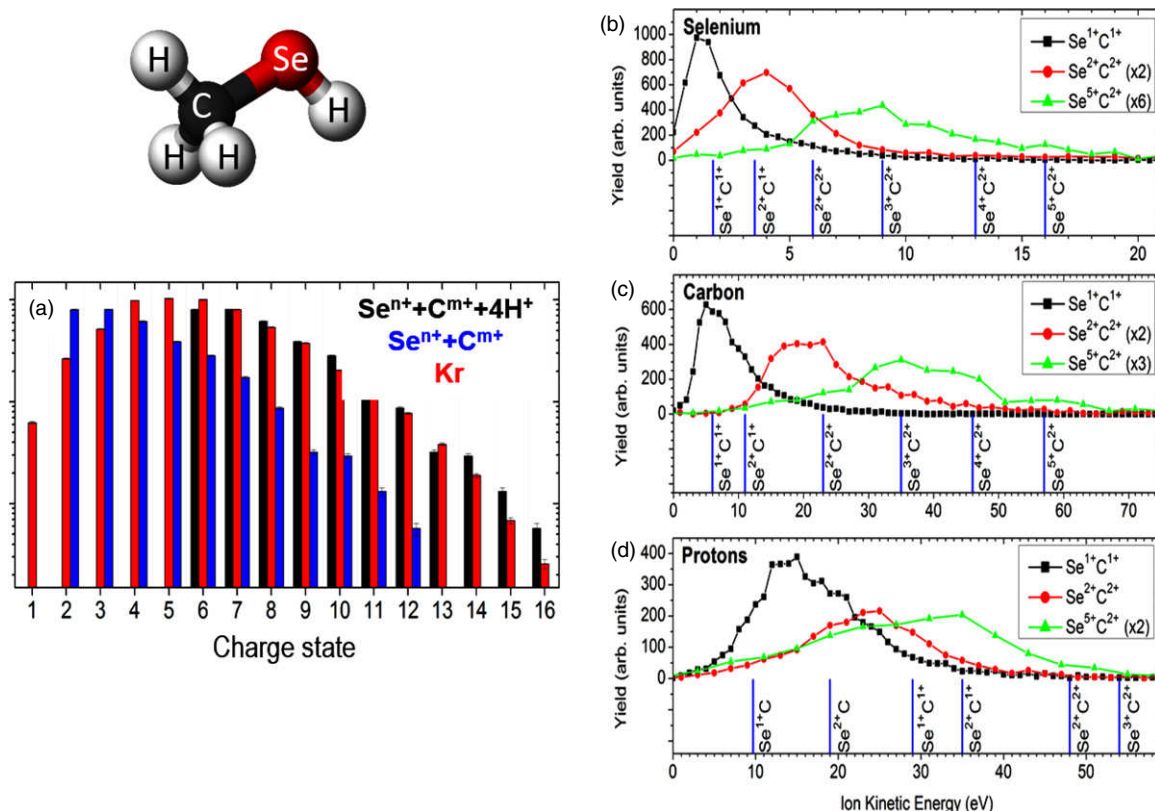 H
Se
C
H
H
H
(a)
Seⁿ⁺+Cᵐ⁺+4H⁺
Seⁿ⁺+Cᵐ⁺
Kr
1 2 3 4 5 6 7 8 9 10 11 12 13 14 15 16
Charge state
(b)
Selenium
Yield (arb. units)
1000
800
600
400
200
0
Se¹⁺C¹⁺
Se²⁺C²⁺ (x2)
Se⁵⁺C²⁺ (x6)
Se¹⁺C¹⁺
Se²⁺C¹⁺
Se²⁺C²⁺
Se³⁺C²⁺
Se⁴⁺C²⁺
Se⁵⁺C²⁺
0 5 10 15 20
(c)
Carbon
Yield (arb. units)
600
400
200
0
Se¹⁺C¹⁺
Se²⁺C²⁺ (x2)
Se⁵⁺C²⁺ (x3)
Se¹⁺C¹⁺
Se²⁺C¹⁺
Se²⁺C²⁺
Se³⁺C²⁺
Se⁴⁺C²⁺
Se⁵⁺C²⁺
0 10 20 30 40 50 60 70
(d)
Protons
Yield (arb. units)
400
300
200
100
0
Se¹⁺C¹⁺
Se²⁺C²⁺
Se⁵⁺C²⁺ (x2)
Se¹⁺C
Se²⁺C
Se¹⁺C¹⁺
Se²⁺C¹⁺
Se²⁺C²⁺
Se³⁺C²⁺
0 10 20 30 40 50
Ion Kinetic Energy (eV)